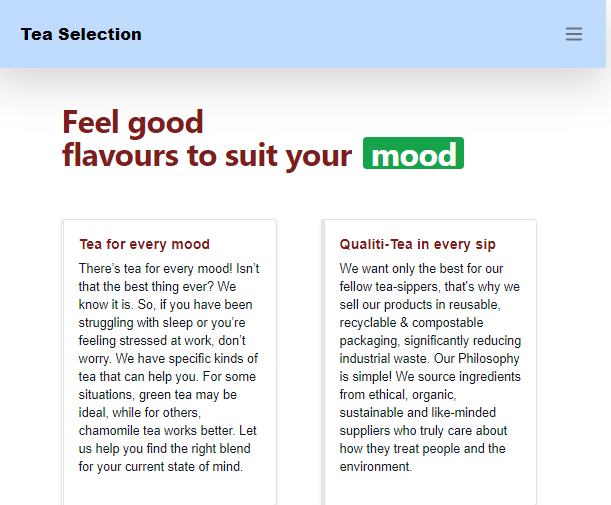 Tea Selection
Feel good
flavours to suit your mood
Tea for every mood
There’s tea for every mood! Isn’t
that the best thing ever? We
know it is. So, if you have been
struggling with sleep or you’re
feeling stressed at work, don’t
worry. We have specific kinds of
tea that can help you. For some
situations, green tea may be
ideal, while for others,
chamomile tea works better. Let
us help you find the right blend
for your current state of mind.
Qualiti-Tea in every sip
We want only the best for our
fellow tea-sippers, that’s why we
sell our products in reusable,
recyclable & compostable
packaging, significantly reducing
industrial waste. Our Philosophy
is simple! We source ingredients
from ethical, organic,
sustainable and like-minded
suppliers who truly care about
how they treat people and the
environment.